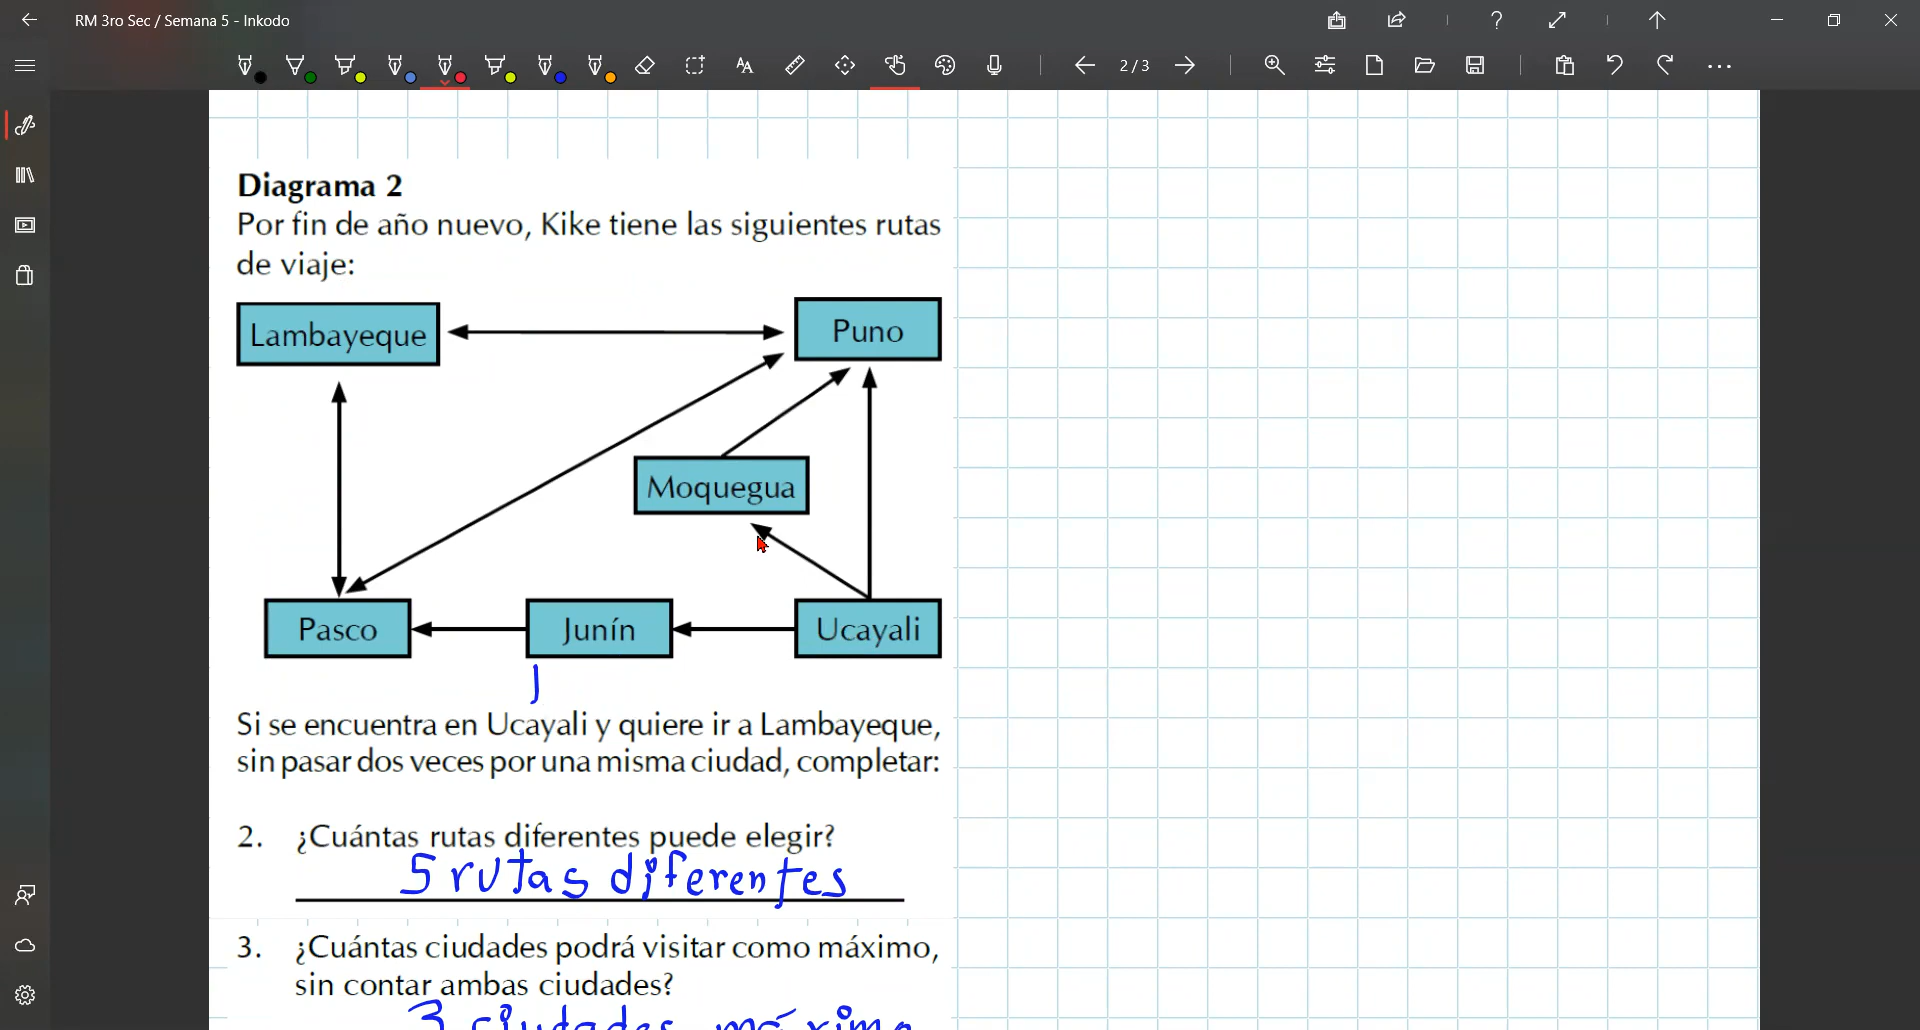 RM 3ro Sec / Semana 5 - Inkodo
2 / 3
Diagrama 2
Por fin de año nuevo, Kike tiene las siguientes rutas
de viaje:
Lambayeque
Puno
Moquegua
Pasco
Junín
Ucayali
Si se encuentra en Ucayali y quiere ir a Lambayeque,
sin pasar dos veces por una misma ciudad, completar:
2. ¿Cuántas rutas diferentes puede elegir?
5 rutas diferentes
3. ¿Cuántas ciudades podrá visitar como máximo,
sin contar ambas ciudades?
3 ciudades máximo